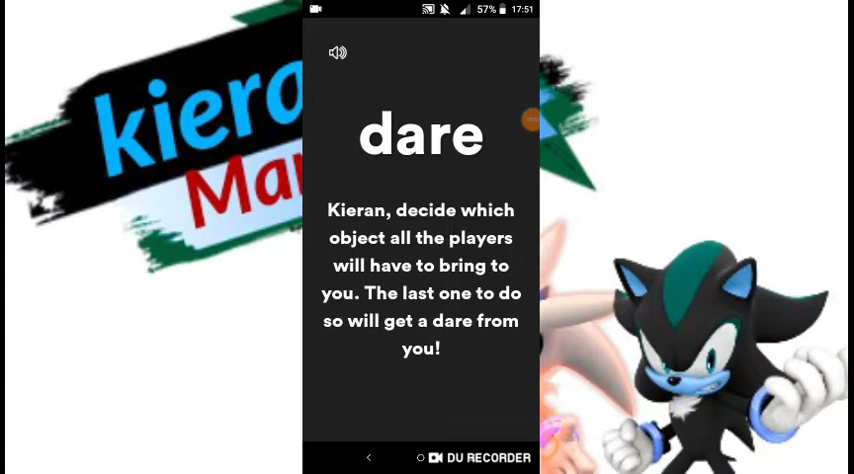 57% 17:51
kiera
Mar
dare
Kieran, decide which
object all the players
will have to bring to
you. The last one to do
so will get a dare from
you!
DU RECORDER